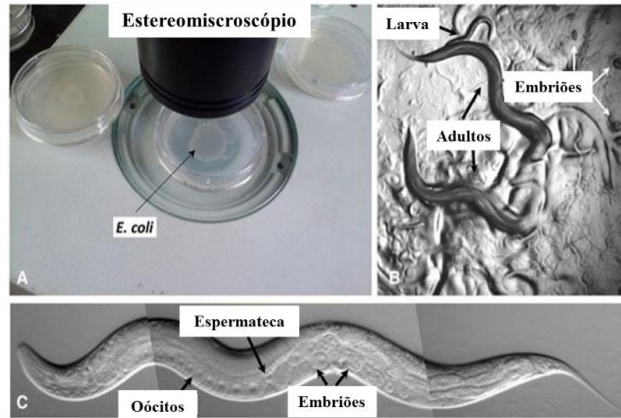 Estereomiscroscópio
E. coli
A
Larva
Embriões
Adultos
B
Espermateca
Oócitos
Embriões
C